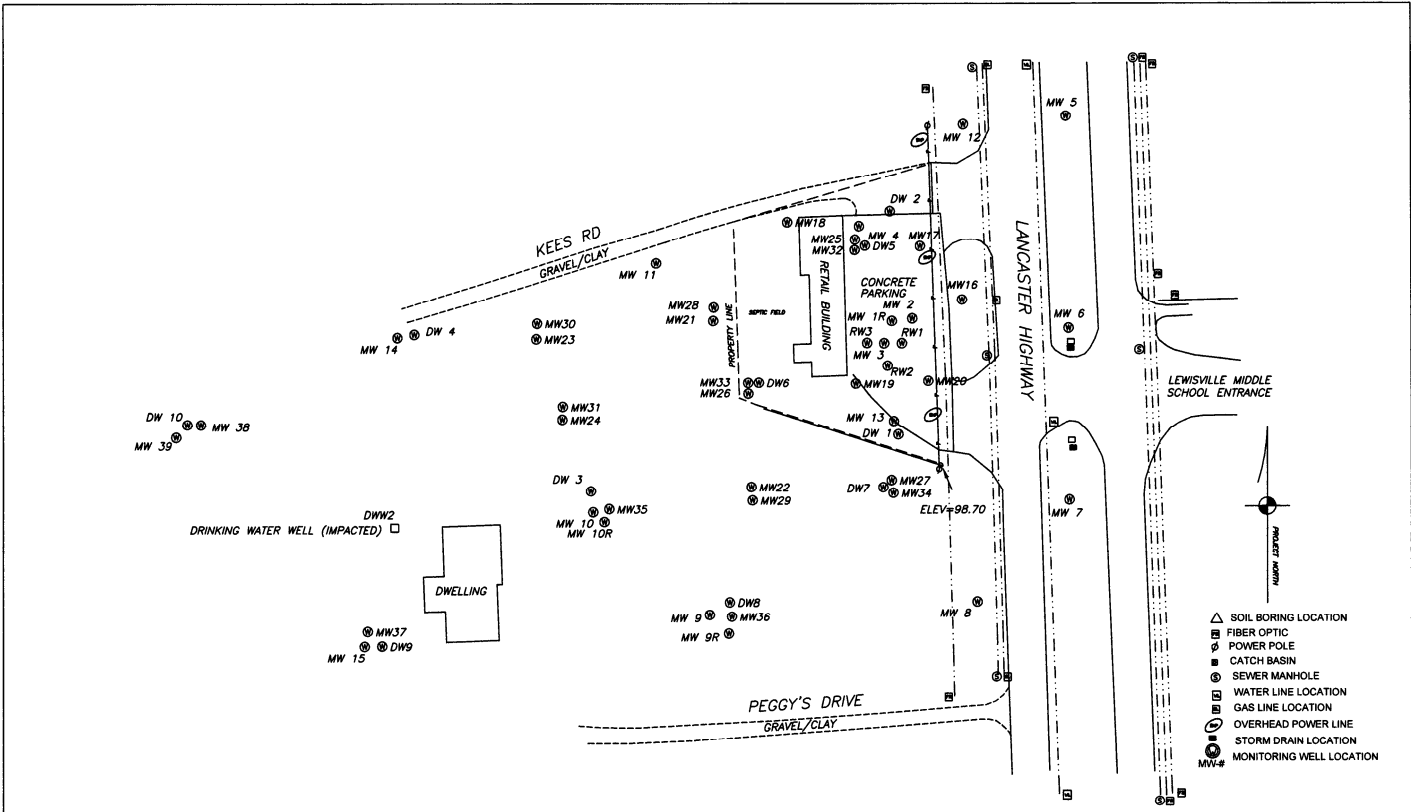 MW 5
MW 12
DW 2
MW18
MW 4
MW17
MW25
DW5
MW32
KEES RD
GRAVEL/CLAY
MW 11
RETAIL BUILDING
CONCRETE
PARKING
LANCASTER HIGHWAY
MW16
MW28
MW21
PROPERTY LINE
SEPTIC FIELD
MW 2
MW 1R
RW3
RW1
MW 3
RW2
MW 6
MW30
MW23
DW 4
MW 14
MW33
DW6
MW26
MW19
MW20
LEWISVILLE MIDDLE
SCHOOL ENTRANCE
MW31
MW24
MW 13
DW 1
DW 10
MW 38
MW 39
DW 3
MW22
MW29
MW27
DW7
MW34
ELEV=98.70
MW 7
MW35
MW 10
MW 10R
DWW2
DRINKING WATER WELL (IMPACTED)
PROJECT NORTH
DWELLING
DW8
MW 9
MW36
MW 9R
MW 8
MW37
MW 15
DW9
PEGGY'S DRIVE
GRAVEL/CLAY
SOIL BORING LOCATION
FIBER OPTIC
POWER POLE
CATCH BASIN
S SEWER MANHOLE
WATER LINE LOCATION
GAS LINE LOCATION
OVERHEAD POWER LINE
STORM DRAIN LOCATION
MONITORING WELL LOCATION
MW-#